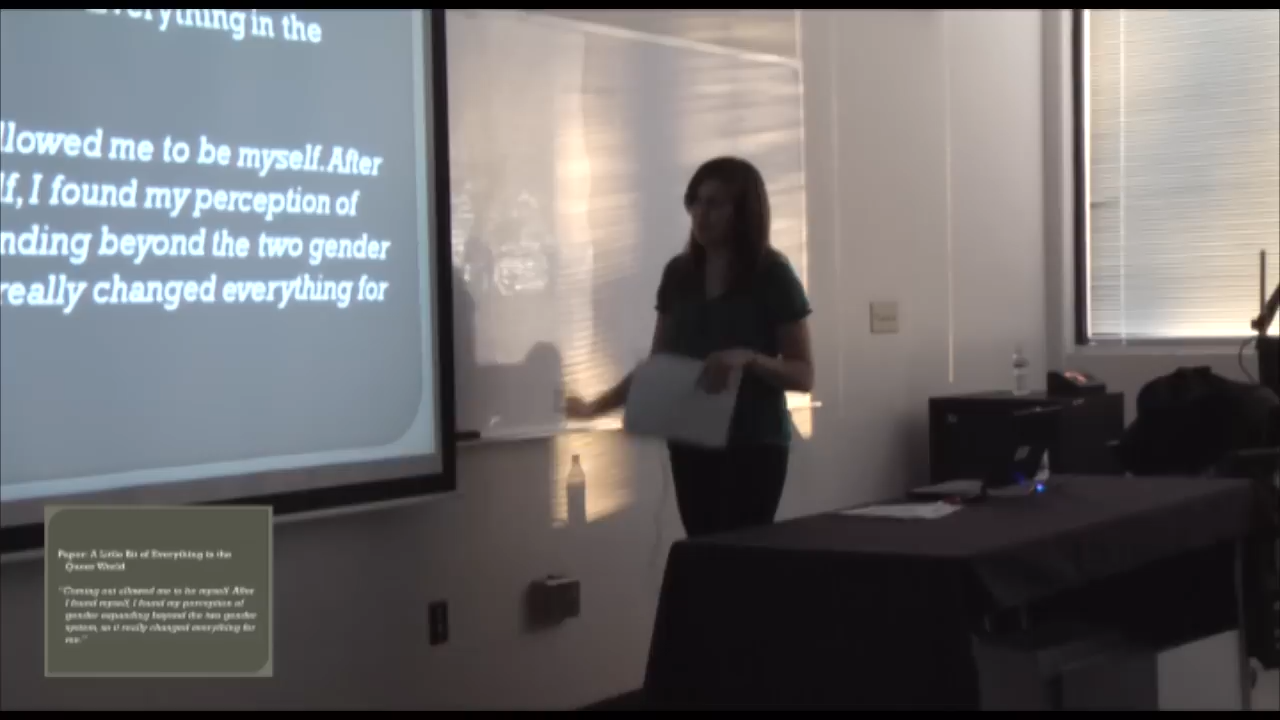 Everything in the
llowed me to be myself. After
lf, I found my perception of
nding beyond the two gender
really changed everything for
Paper: A Little Bit of Everything in the
Queer World
"Coming out allowed me to be myself. After
I found myself, I found my perception of
gender expanding beyond the two gender
system, so it really changed everything for
me."